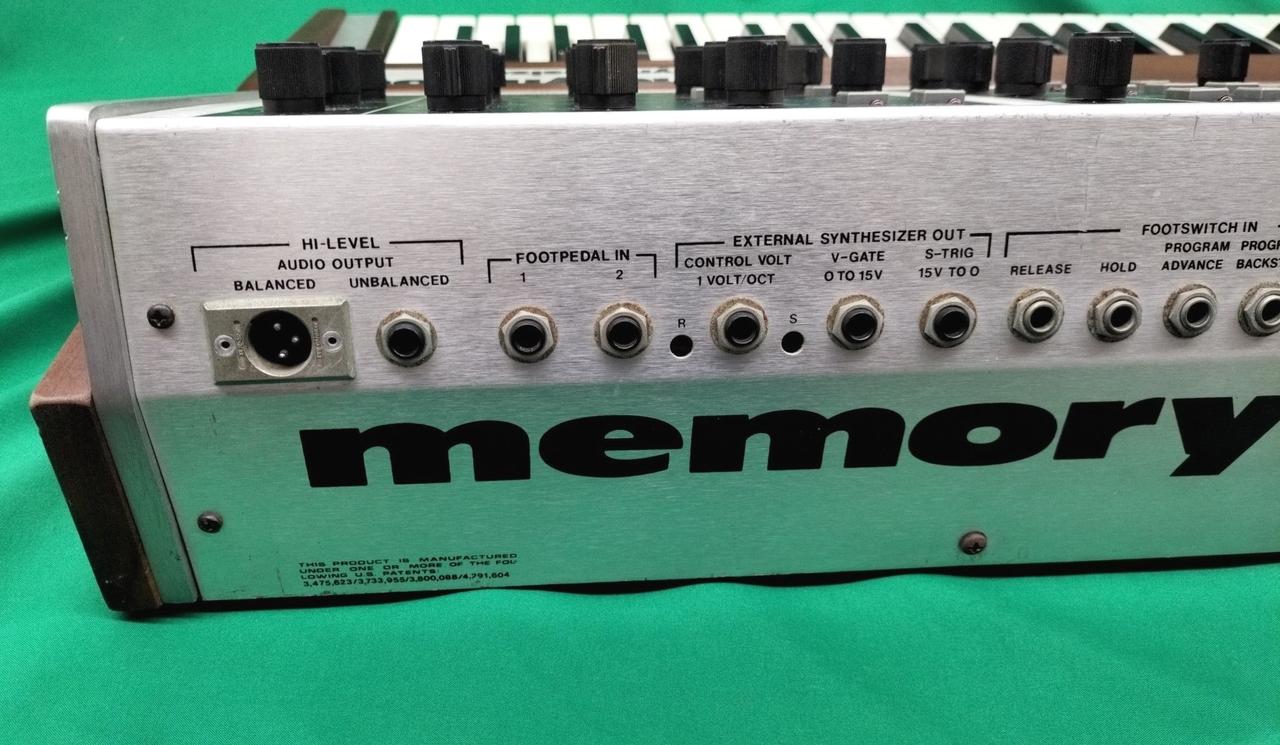 HI-LEVEL
AUDIO OUTPUT
BALANCED UNBALANCED
FOOTPEDAL IN
1 2
EXTERNAL SYNTHESIZER OUT
CONTROL VOLT
1 VOLT/OCT
V-GATE
0 TO 15V
S-TRIG
15V TO 0
R S
FOOTSWITCH IN
RELEASE HOLD
PROGRAM
ADVANCE
PROGR
BACKST
memory
THIS PRODUCT IS MANUFACTURED
UNDER ONE OR MORE OF THE FOL-
LOWING U.S. PATENTS:
3,475,623/3,733,955/3,800,088/4,291,604